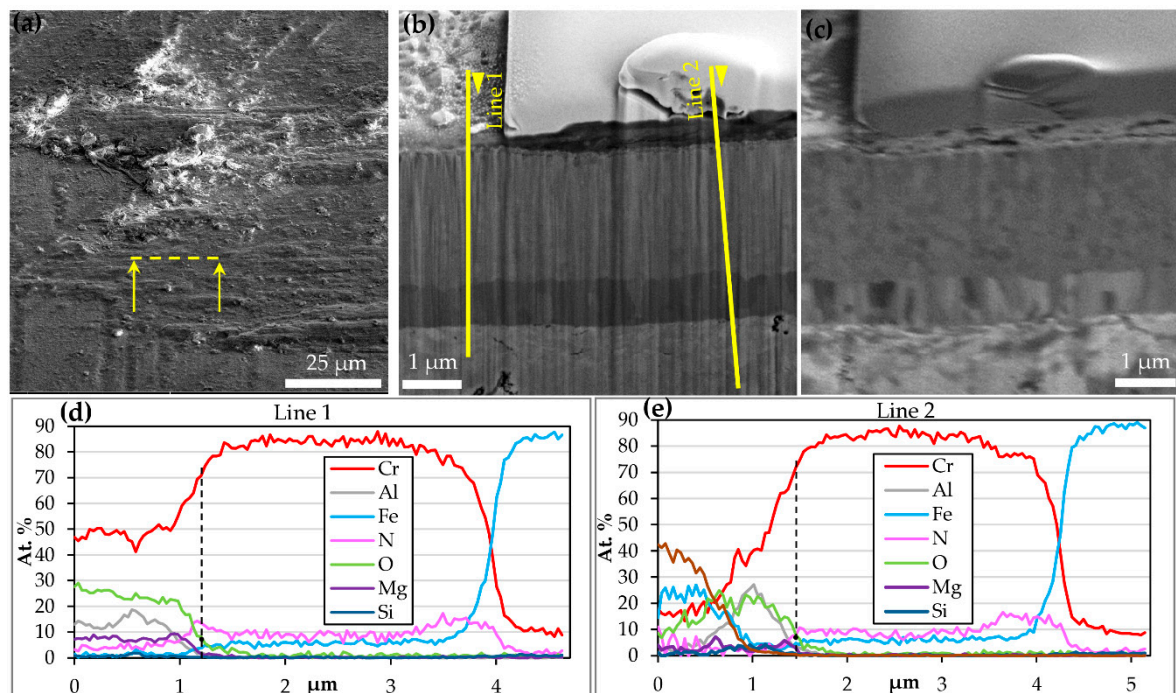 (a)
25 µm
(b)
Line 1
Line 2
1 µm
(c)
1 µm
(d)
Line 1
At. %
90
80
70
60
50
40
30
20
10
0
Cr
Al
Fe
N
O
Mg
Si
0
1
µm
3
4
(e)
Line 2
At. %
90
80
70
60
50
40
30
20
10
0
Cr
Al
Fe
N
O
Mg
Si
0
1
µm
3
4
5